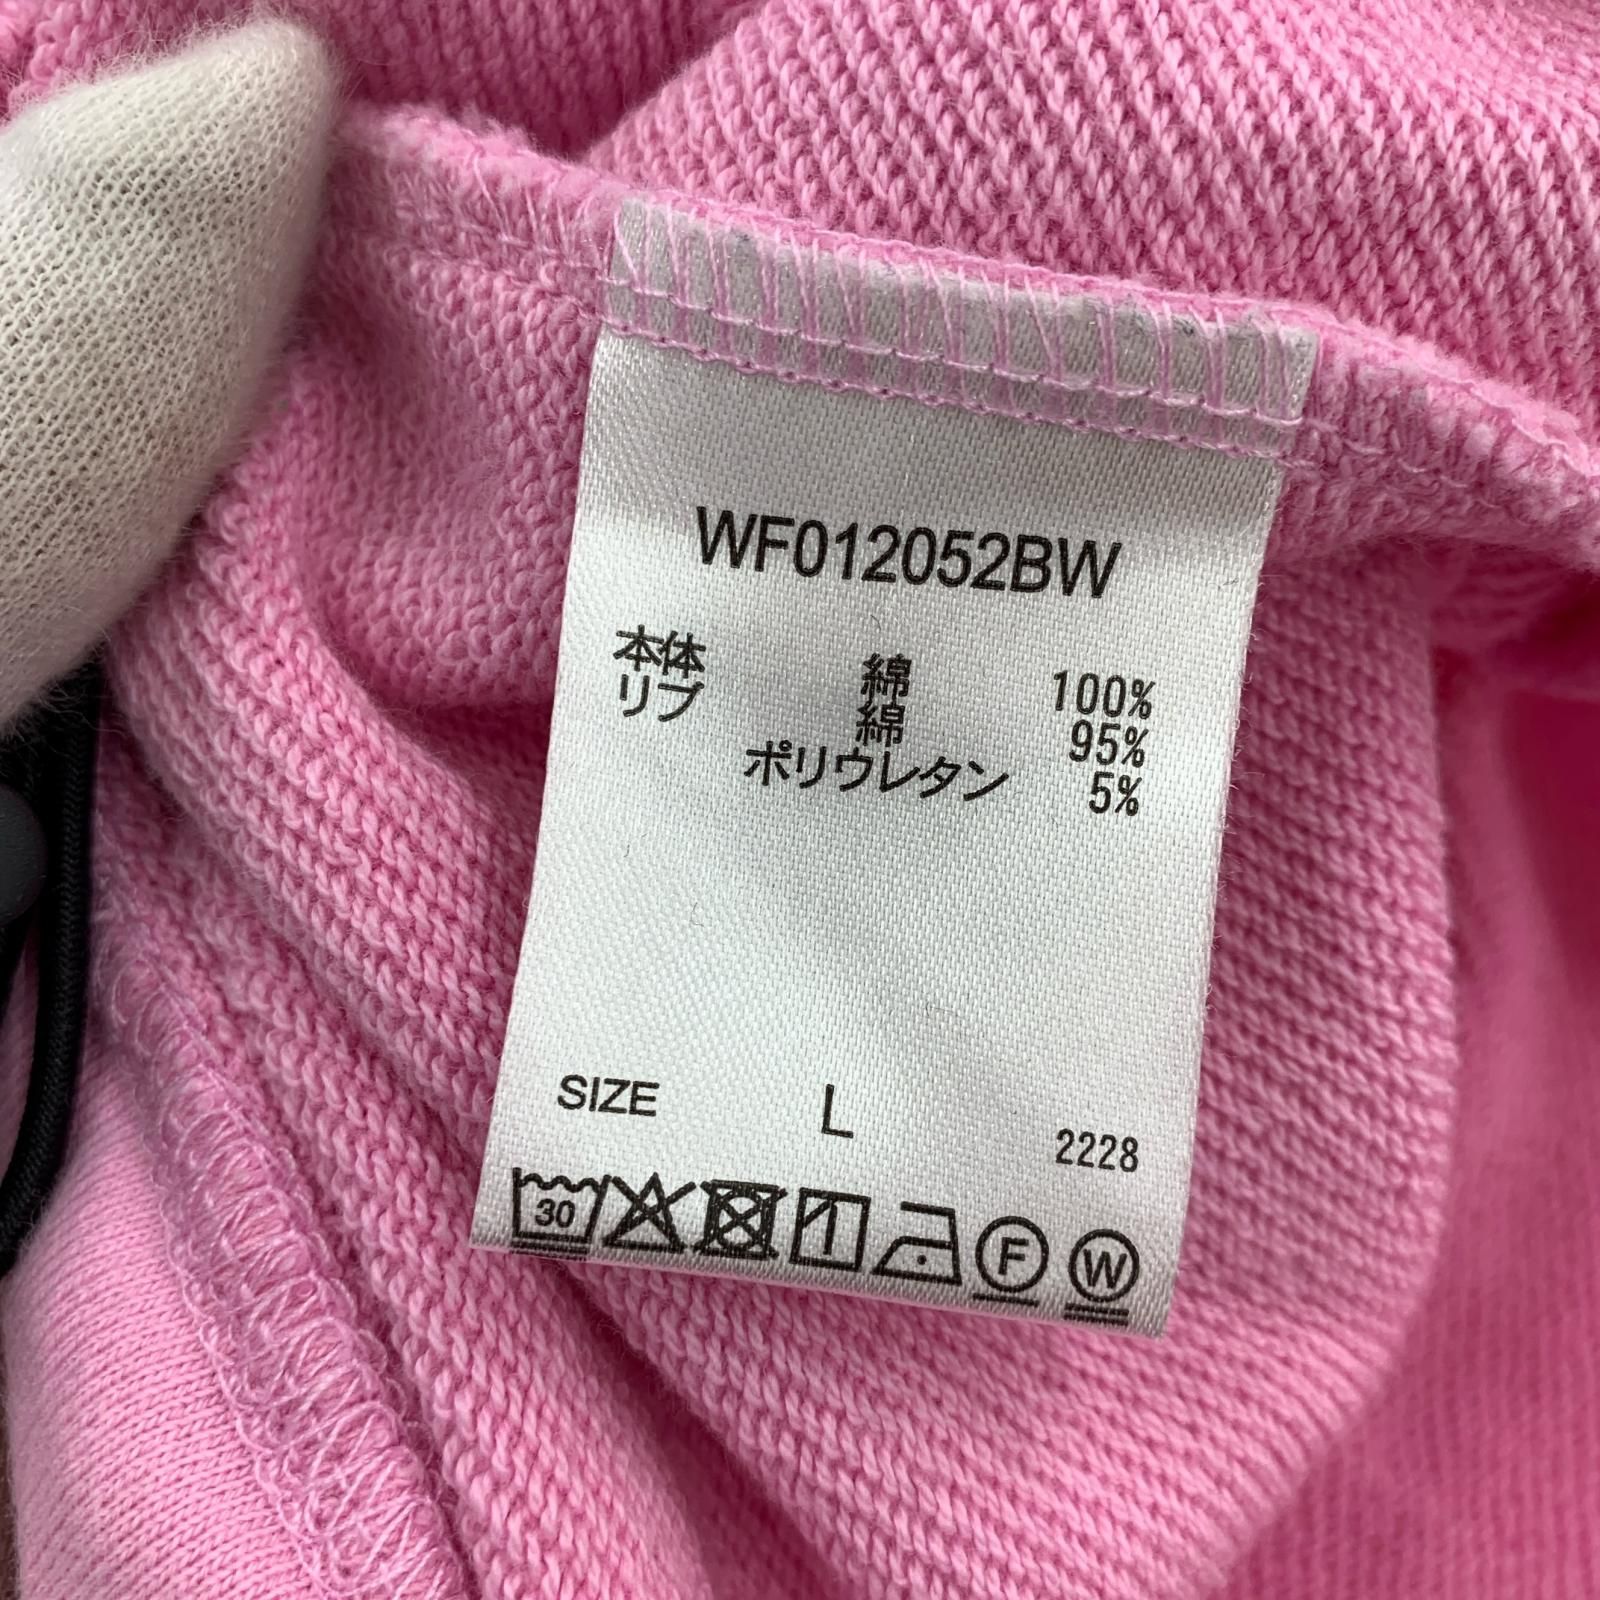 WF012052BW
本体 綿 100%
リブ 綿 95%
ポリウレタン 5%
SIZE L
2228
30 F W